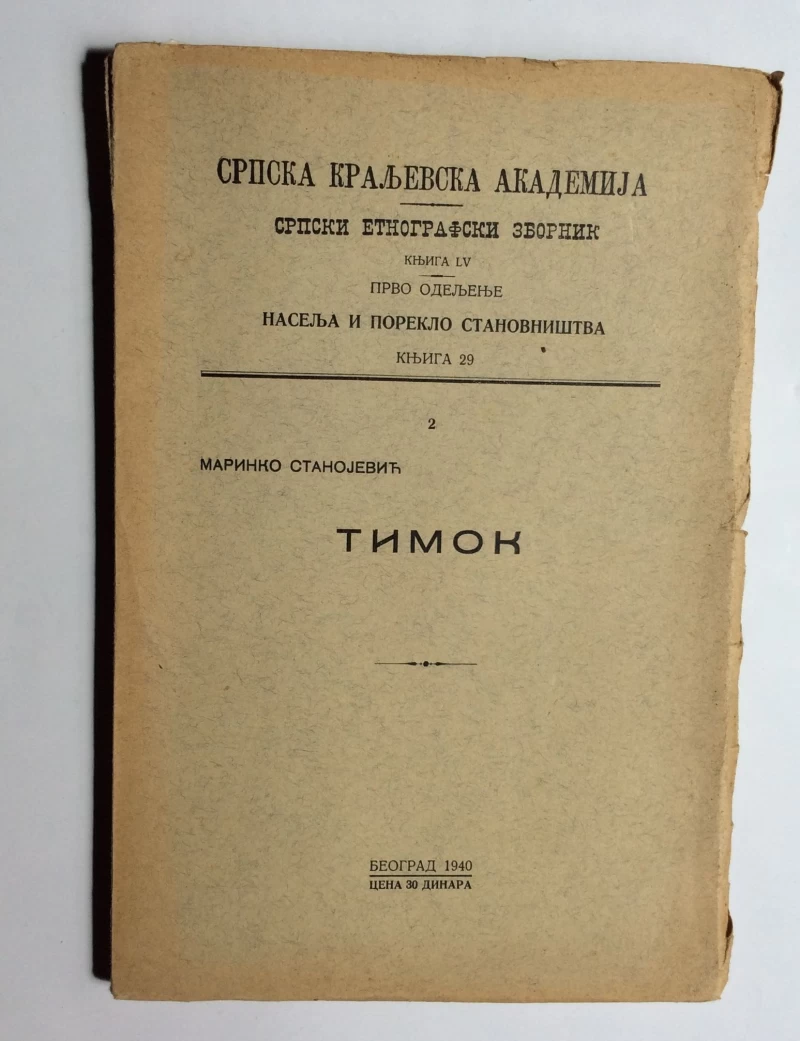 СРПСКА КРАЉЕВСКА АКАДЕМИЈА
СРПСКИ ЕТНОГРАФСКИ ЗБОРНИК
КЊИГА LV
ПРВО ОДЕЉЕЊЕ
НАСЕЉА И ПОРЕКЛО СТАНОВНИШТВА
КЊИГА 29
2
МАРИНКО СТАНОЈЕВИЋ
ТИМОК
БЕОГРАД 1940
ЦЕНА 30 ДИНАРА